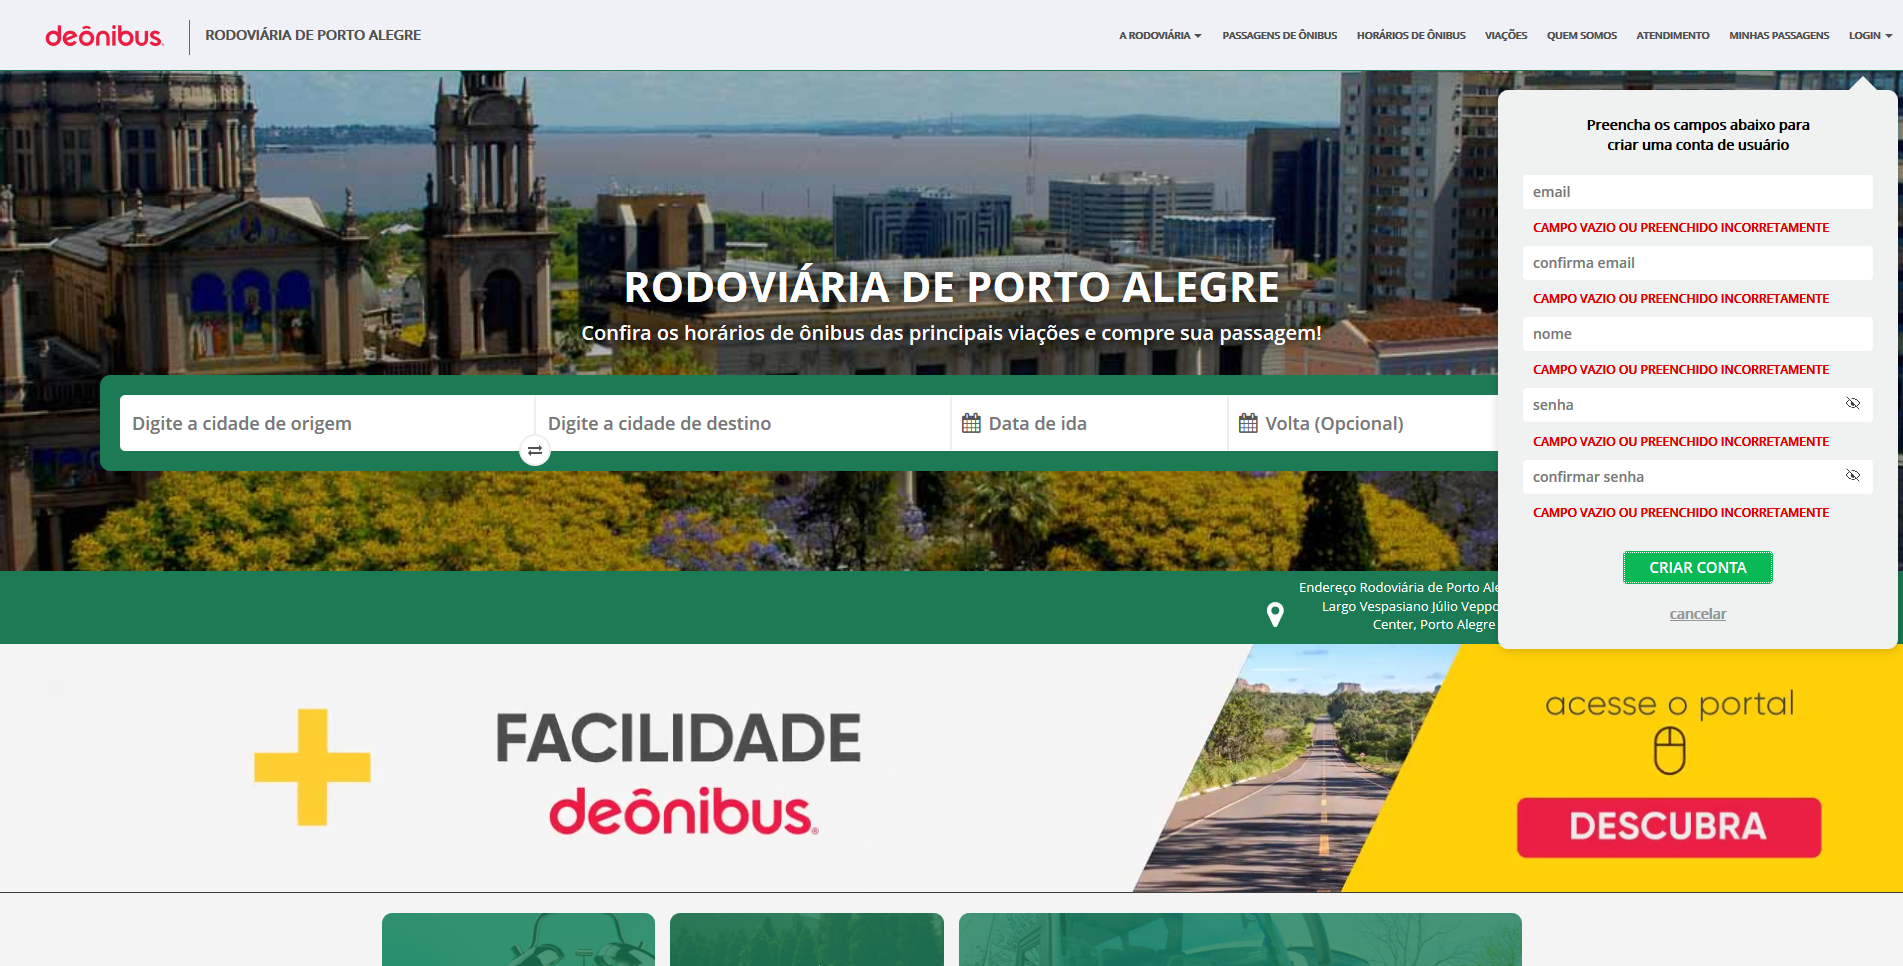 deônibus.
RODOVIÁRIA DE PORTO ALEGRE
A RODOVIÁRIA
PASSAGENS DE ÔNIBUS
HORÁRIOS DE ÔNIBUS
VIAÇÕES
QUEM SOMOS
ATENDIMENTO
MINHAS PASSAGENS
LOGIN
Preencha os campos abaixo para
criar uma conta de usuário
email
CAMPO VAZIO OU PREENCHIDO INCORRETAMENTE
confirma email
CAMPO VAZIO OU PREENCHIDO INCORRETAMENTE
nome
CAMPO VAZIO OU PREENCHIDO INCORRETAMENTE
senha
CAMPO VAZIO OU PREENCHIDO INCORRETAMENTE
confirmar senha
CAMPO VAZIO OU PREENCHIDO INCORRETAMENTE
CRIAR CONTA
cancelar
RODOVIÁRIA DE PORTO ALEGRE
Confira os horários de ônibus das principais viações e compre sua passagem!
Digite a cidade de origem
Digite a cidade de destino
Data de ida
Volta (Opcional)
Endereço Rodoviária de Porto Ale
Largo Vespasiano Júlio Veppo
Center, Porto Alegre
+
FACILIDADE
deônibus®
acesse o portal
DESCUBRA